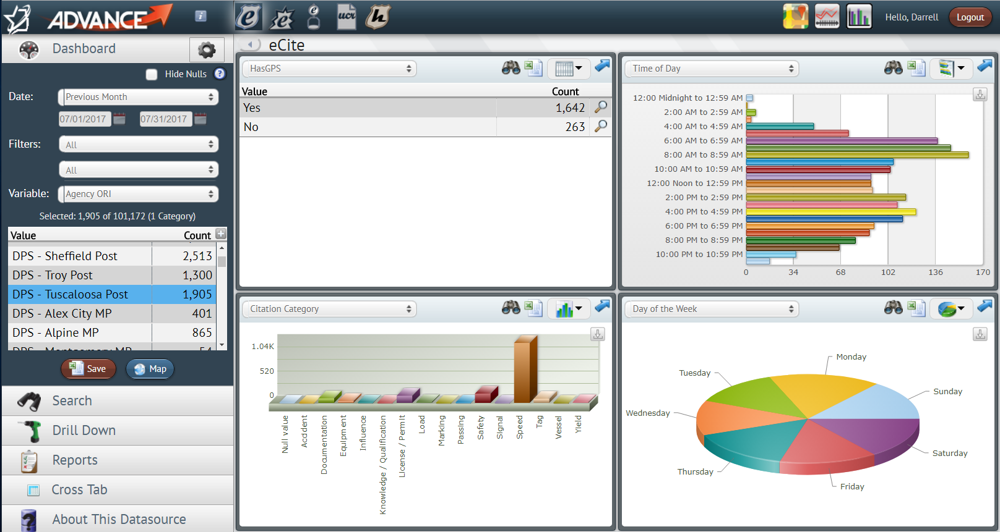 ADVANCE
i
e
e
e
ucr
h
Hello, Darrell
Logout
Dashboard
Hide Nulls
?
Date:
Previous Month
07/01/2017
07/31/2017
Filters:
All
All
Variable:
Agency ORI
Selected: 1,905 of 101,172 (1 Category)
Value Count
DPS - Sheffield Post 2,513
DPS - Troy Post 1,300
DPS - Tuscaloosa Post 1,905
DPS - Alex City MP 401
DPS - Alpine MP 865
DPS - Montgomery MP 54
Save
Map
Search
Drill Down
Reports
Cross Tab
About This Datasource
eCite
HasGPS
Value Count
Yes 1,642
No 263
Time of Day
12:00 Midnight to 12:59 AM
2:00 AM to 2:59 AM
4:00 AM to 4:59 AM
6:00 AM to 6:59 AM
8:00 AM to 8:59 AM
10:00 AM to 10:59 AM
12:00 Noon to 12:59 PM
2:00 PM to 2:59 PM
4:00 PM to 4:59 PM
6:00 PM to 6:59 PM
8:00 PM to 8:59 PM
10:00 PM to 10:59 PM
0 34 68 102 136 170
Citation Category
1.04K
520
0
Null value
Accident
Documentation
Equipment
Influence
Knowledge / Qualification
License / Permit
Load
Marking
Passing
Safety
Signal
Speed
Tag
Vessel
Yield
Day of the Week
Monday
Tuesday
Sunday
Wednesday
Saturday
Thursday
Friday